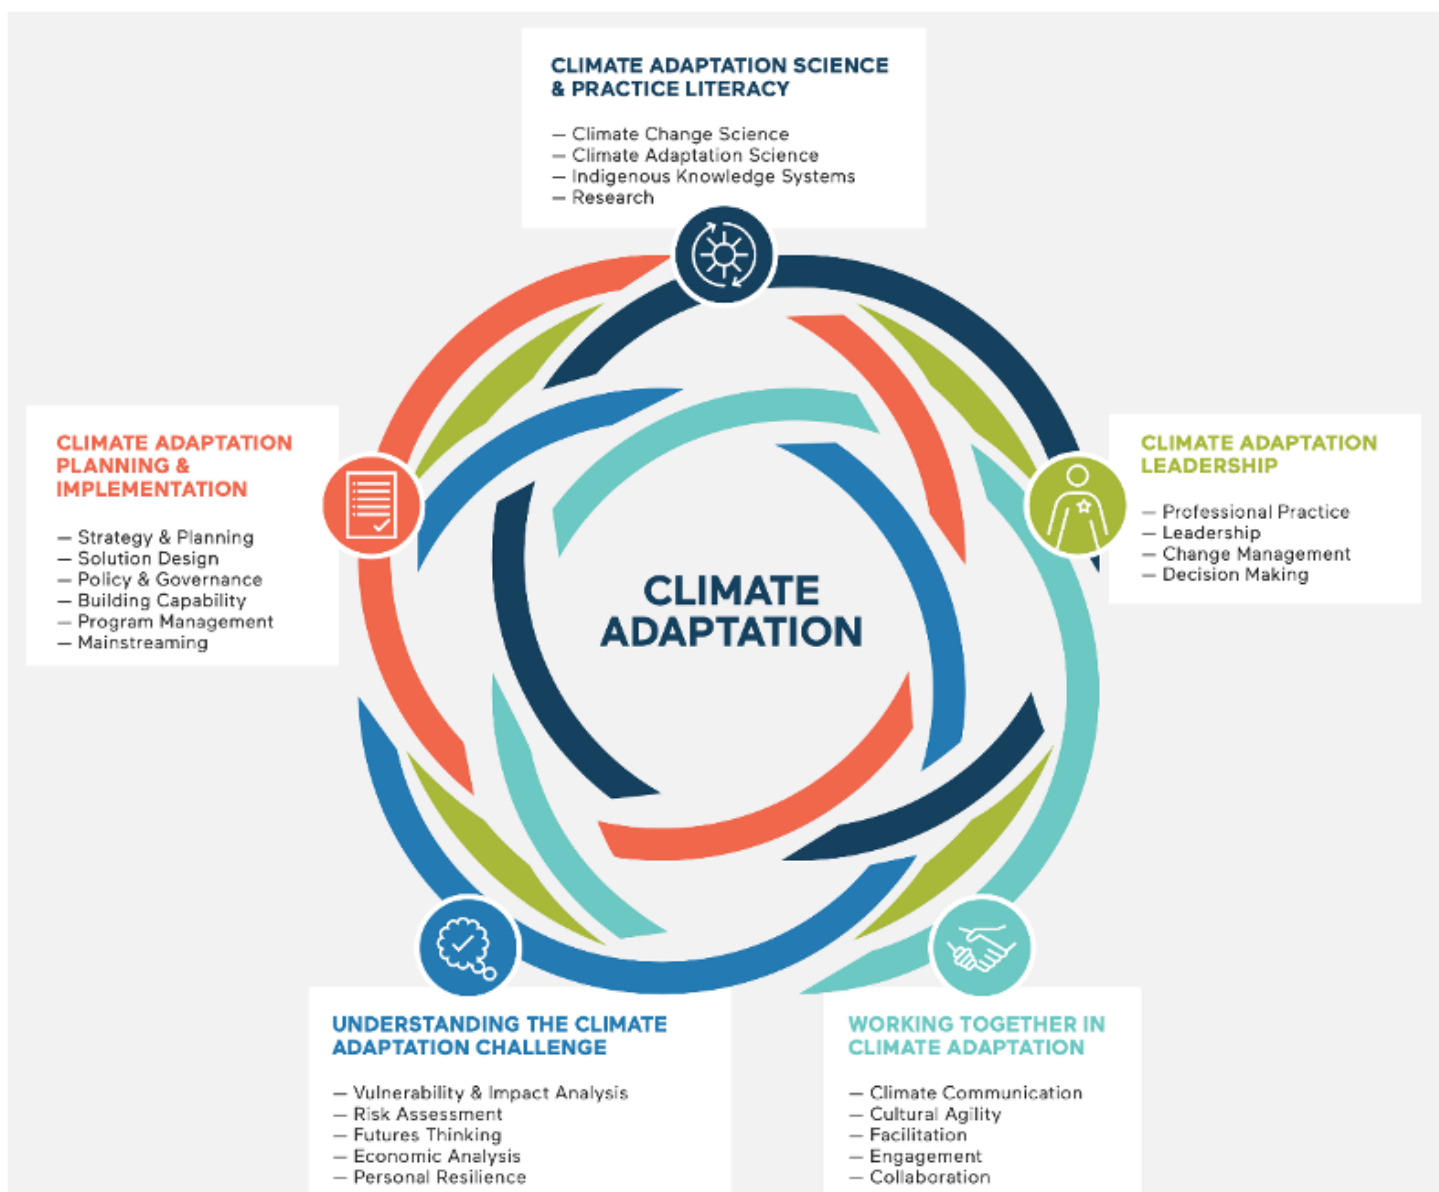 CLIMATE ADAPTATION SCIENCE
& PRACTICE LITERACY
— Climate Change Science
— Climate Adaptation Science
— Indigenous Knowledge Systems
— Research
CLIMATE ADAPTATION
PLANNING &
IMPLEMENTATION
— Strategy & Planning
— Solution Design
— Policy & Governance
— Building Capability
— Program Management
— Mainstreaming
CLIMATE ADAPTATION
LEADERSHIP
— Professional Practice
— Leadership
— Change Management
— Decision Making
CLIMATE
ADAPTATION
UNDERSTANDING THE CLIMATE
ADAPTATION CHALLENGE
— Vulnerability & Impact Analysis
— Risk Assessment
— Futures Thinking
— Economic Analysis
— Personal Resilience
WORKING TOGETHER IN
CLIMATE ADAPTATION
— Climate Communication
— Cultural Agility
— Facilitation
— Engagement
— Collaboration